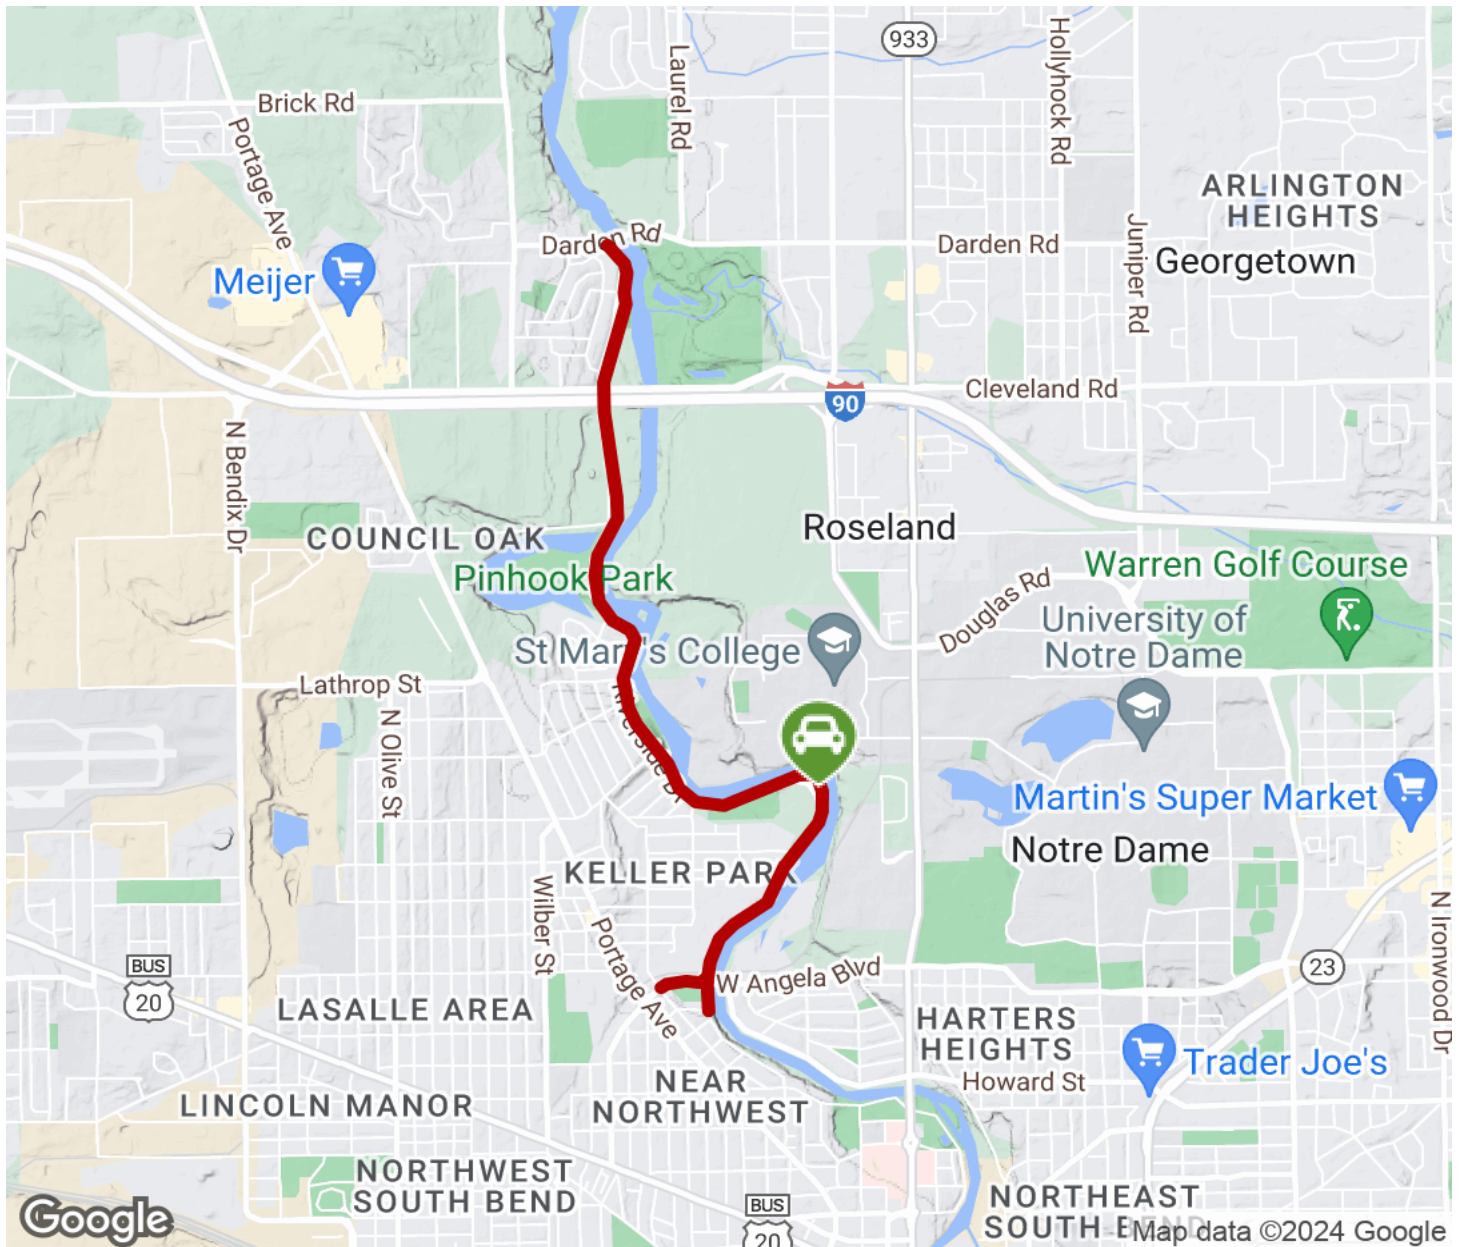 933
Hollyhock Rd
Laurel Rd
Brick Rd
Portage Ave
ARLINGTON
HEIGHTS
Darden Rd
Darden Rd
Juniper Rd
Georgetown
Meijer
Cleveland Rd
90
N Bendix Dr
COUNCIL OAK
Roseland
Pinhook Park
Warren Golf Course
Douglas Rd
University of
Notre Dame
St Mary's College
Lathrop St
N Olive St
Riverside Dr
Martin's Super Market
Notre Dame
KELLER PARK
Wilber St
Portage Ave
N Ironwood Dr
W Angela Blvd
23
BUS
20
LASALLE AREA
HARTERS
HEIGHTS
Howard St
Trader Joe's
NEAR
NORTHWEST
LINCOLN MANOR
NORTHWEST
SOUTH BEND
NORTHEAST
SOUTH BEND
BUS
20
Google
Map data ©2024 Google